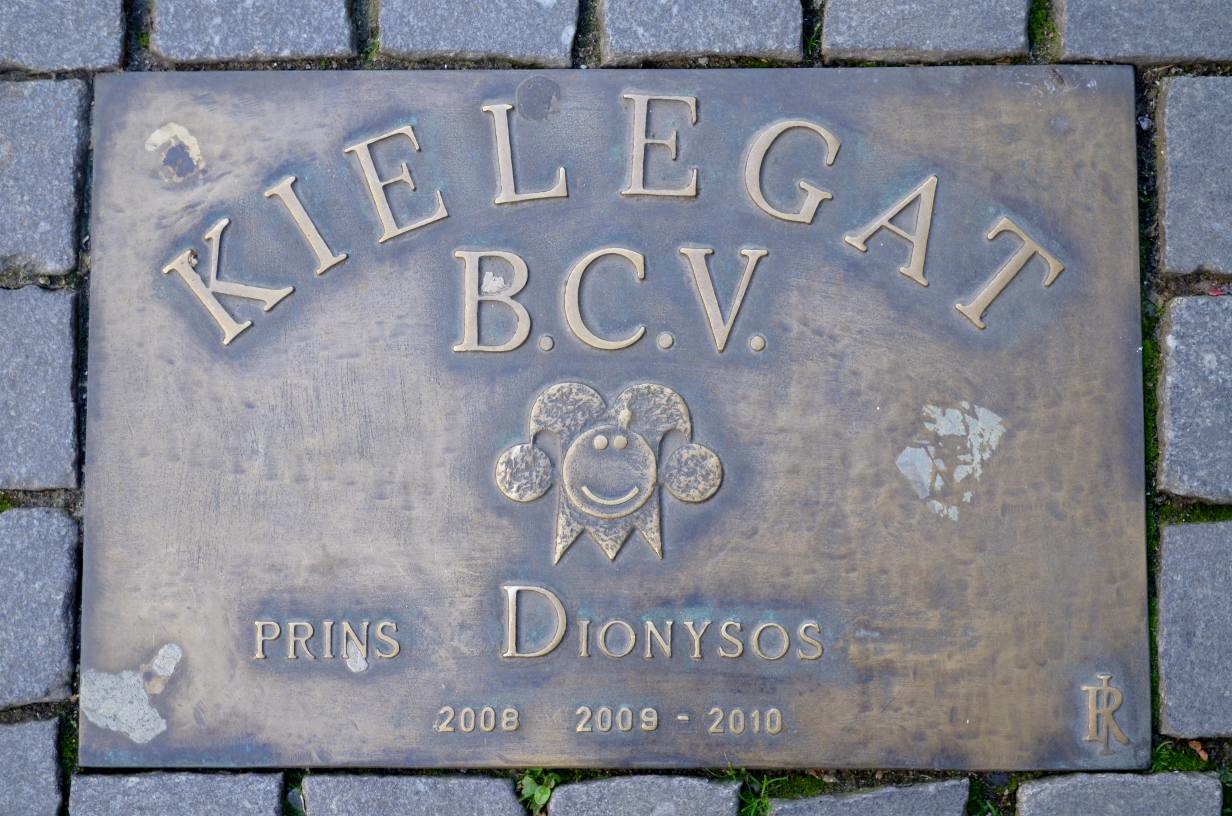 KIELEGAT
B.C.V.
PRINS DIONYSOS
2008 2009 - 2010